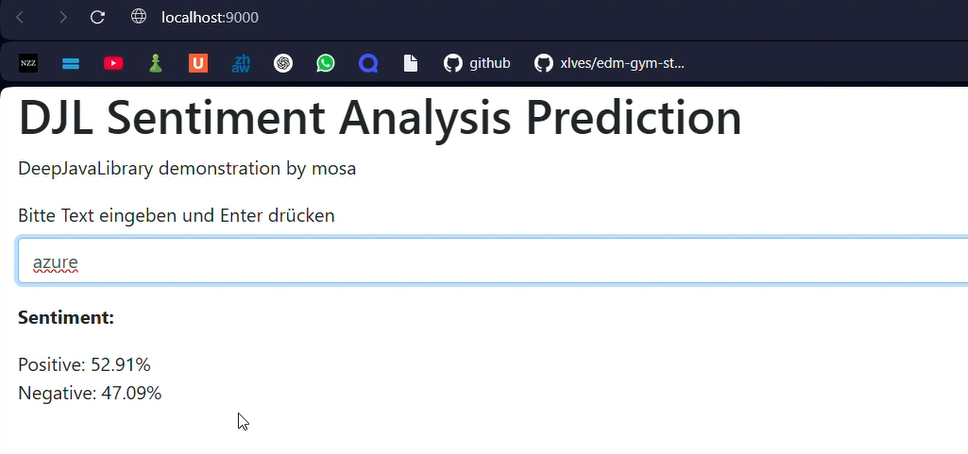 localhost:9000
NZZ U zh aw github xlves/edm-gym-st...
DJL Sentiment Analysis Prediction
DeepJavaLibrary demonstration by mosa
Bitte Text eingeben und Enter drücken
azure
Sentiment:
Positive: 52.91%
Negative: 47.09%